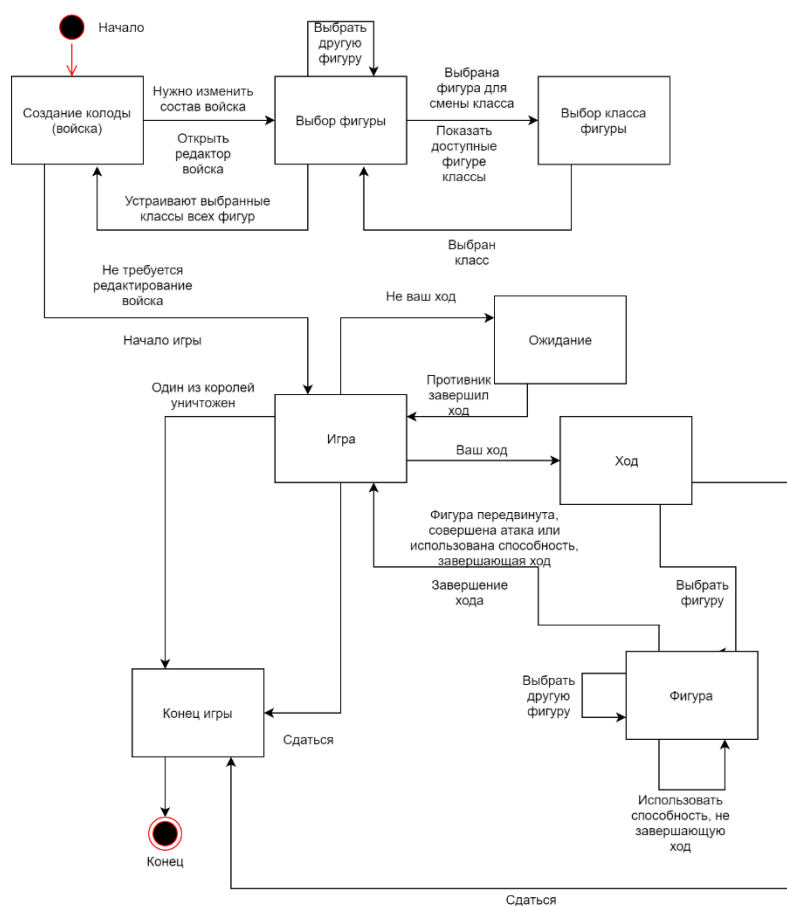 Начало
Выбрать
другую
фигуру
Нужно изменить
состав войска
Выбрана
фигура для
смены класса
Создание колоды
(войска)
Выбор фигуры
Выбор класса
фигуры
Открыть
редактор
войска
Показать
доступные
фигуре
классы
Устраивают выбранные
классы всех фигур
Выбран
класс
Не требуется
редактирование
войска
Начало игры
Не ваш ход
Ожидание
Один из королей
уничтожен
Противник
завершил
ход
Игра
Ваш ход
Ход
Фигура передвинута,
совершена атака или
использована способность,
завершающая ход
Завершение
хода
Выбрать
фигуру
Выбрать
другую
фигуру
Фигура
Конец игры
Сдаться
Использовать
способность, не
завершающую
ход
Конец
Сдаться